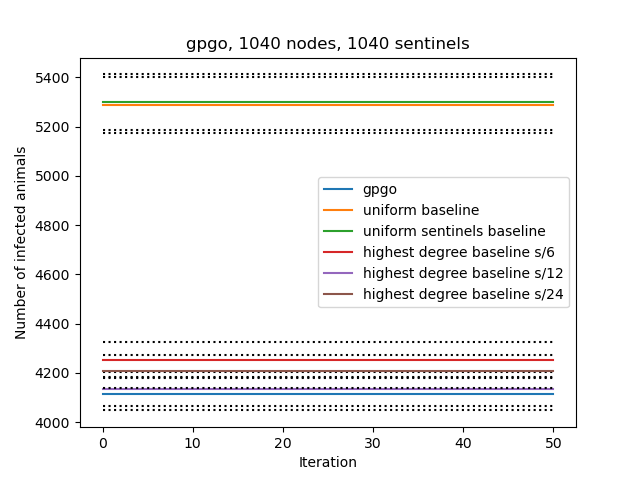 gpgo, 1040 nodes, 1040 sentinels
5400
5200
5000
4800
4600
4400
4200
4000
Number of infected animals
gpgo
uniform baseline
uniform sentinels baseline
highest degree baseline s/6
highest degree baseline s/12
highest degree baseline s/24
0 10 20 30 40 50
Iteration